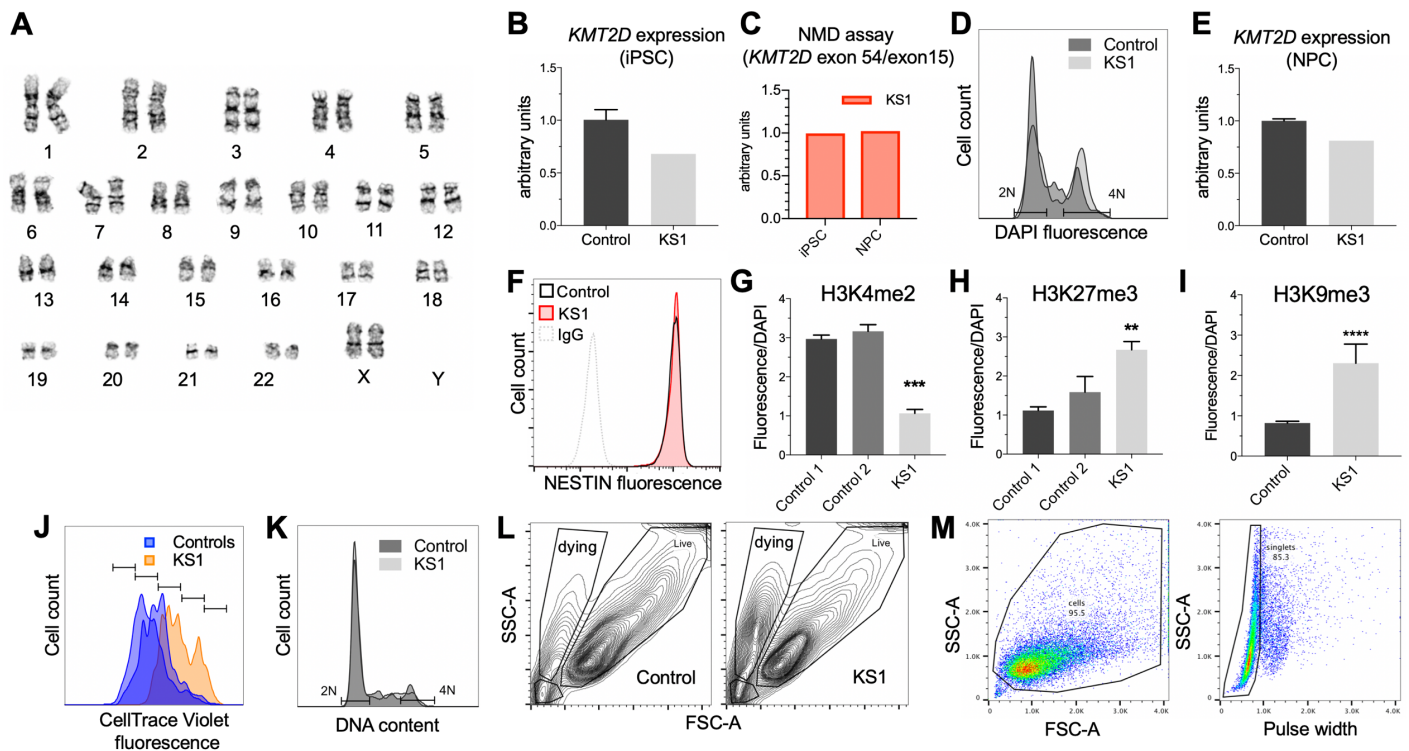 A
1 2 3 4 5
6 7 8 9 10 11 12
13 14 15 16 17 18
19 20 21 22 X Y
B
KMT2D expression
(iPSC)
arbitrary units
1.5
1.0
0.5
0.0
Control KS1
C
NMD assay
(KMT2D exon 54/exon15)
KS1
arbitrary units
1.5
1.0
0.5
0.0
iPSC NPC
D
Control
KS1
Cell count
2N 4N
DAPI fluorescence
E
KMT2D expression
(NPC)
arbitrary units
1.5
1.0
0.5
0.0
Control KS1
F
Control
KS1
IgG
Cell count
NESTIN fluorescence
G
H3K4me2
Fluorescence/DAPI
4
3
2
1
0
***
Control 1 Control 2 KS1
H
H3K27me3
Fluorescence/DAPI
4
3
2
1
0
**
Control 1 Control 2 KS1
I
H3K9me3
Fluorescence/DAPI
4
3
2
1
0
****
Control KS1
J
Controls
KS1
Cell count
CellTrace Violet
fluorescence
K
Control
KS1
Cell count
2N 4N
DNA content
L
SSC-A
dying
Live
Control
dying
Live
KS1
FSC-A
M
SSC-A
4.0K
3.0K
2.0K
1.0K
0
cells
95.5
0 1.0K 2.0K 3.0K 4.0K
FSC-A
SSC-A
4.0K
3.0K
2.0K
1.0K
0
singlets
85.3
0 1.0K 2.0K 3.0K 4.0K
Pulse width